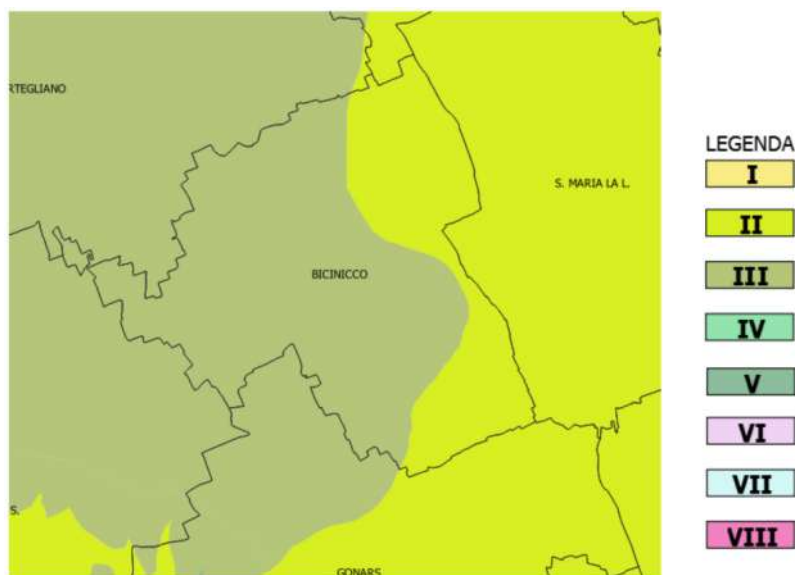 RTEGLIANO
S. MARIA LA L.
BICINICCO
S.
GONARS
LEGENDA
I
II
III
IV
V
VI
VII
VIII